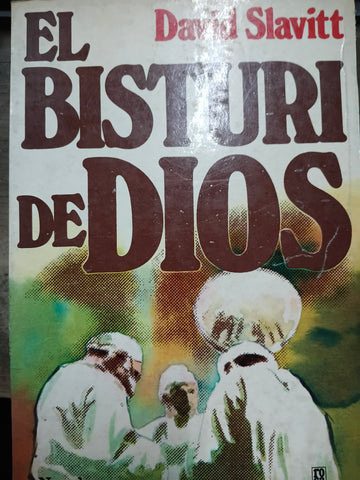 David Slavitt
EL
BISTURI
DE DIOS